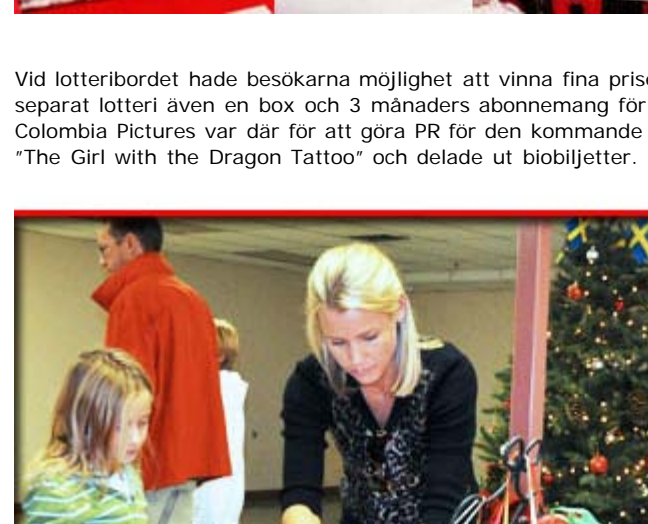 Vid lotteribordet hade besökarna möjlighet att vinna fina
separat lotteri även en box och 3 månaders abonnemang för
Colombia Pictures var där för att göra PR för den kommande
"The Girl with the Dragon Tattoo" och delade ut biobiljetter.